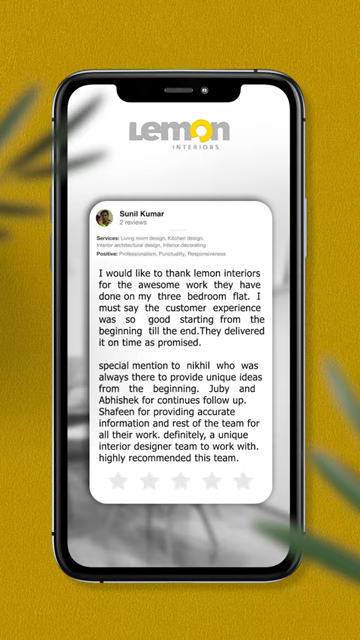 Lemon
INTERIORS
Sunil Kumar
2 reviews
Services: Living room design, Kitchen design,
Interior architectural design, Interior decorating
Positive: Professionalism, Punctuality, Responsiveness
I would like to thank lemon interiors
for the awesome work they have
done on my three bedroom flat. I
must say the customer experience
was so good starting from the
beginning till the end.They delivered
it on time as promised.
special mention to nikhil who was
always there to provide unique ideas
from the beginning. Juby and
Abhishek for continues follow up.
Shafeen for providing accurate
information and rest of the team for
all their work. definitely, a unique
interior designer team to work with.
highly recommended this team.